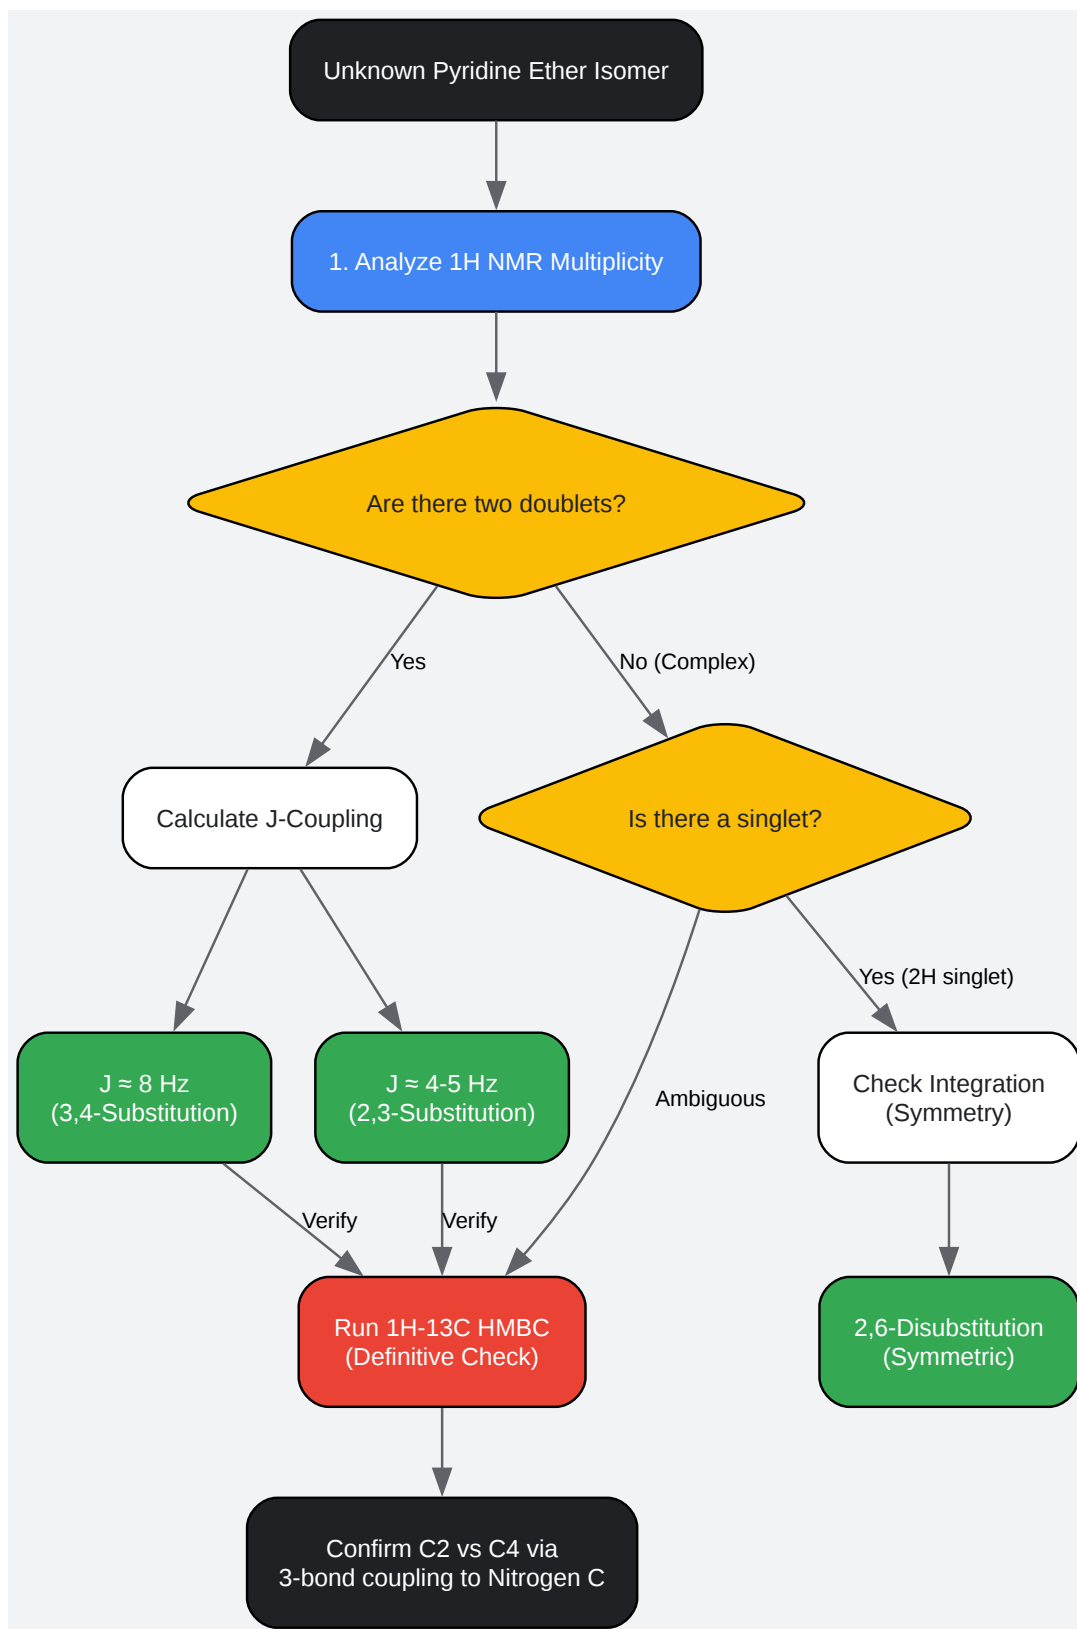 Unknown Pyridine Ether Isomer
1. Analyze 1H NMR Multiplicity
Are there two doublets?
Yes
No (Complex)
Calculate J-Coupling
Is there a singlet?
Yes (2H singlet)
J ≈ 8 Hz
(3,4-Substitution)
J ≈ 4-5 Hz
(2,3-Substitution)
Ambiguous
Check Integration
(Symmetry)
Verify
Verify
Run 1H-13C HMBC
(Definitive Check)
2,6-Disubstitution
(Symmetric)
Confirm C2 vs C4 via
3-bond coupling to Nitrogen C